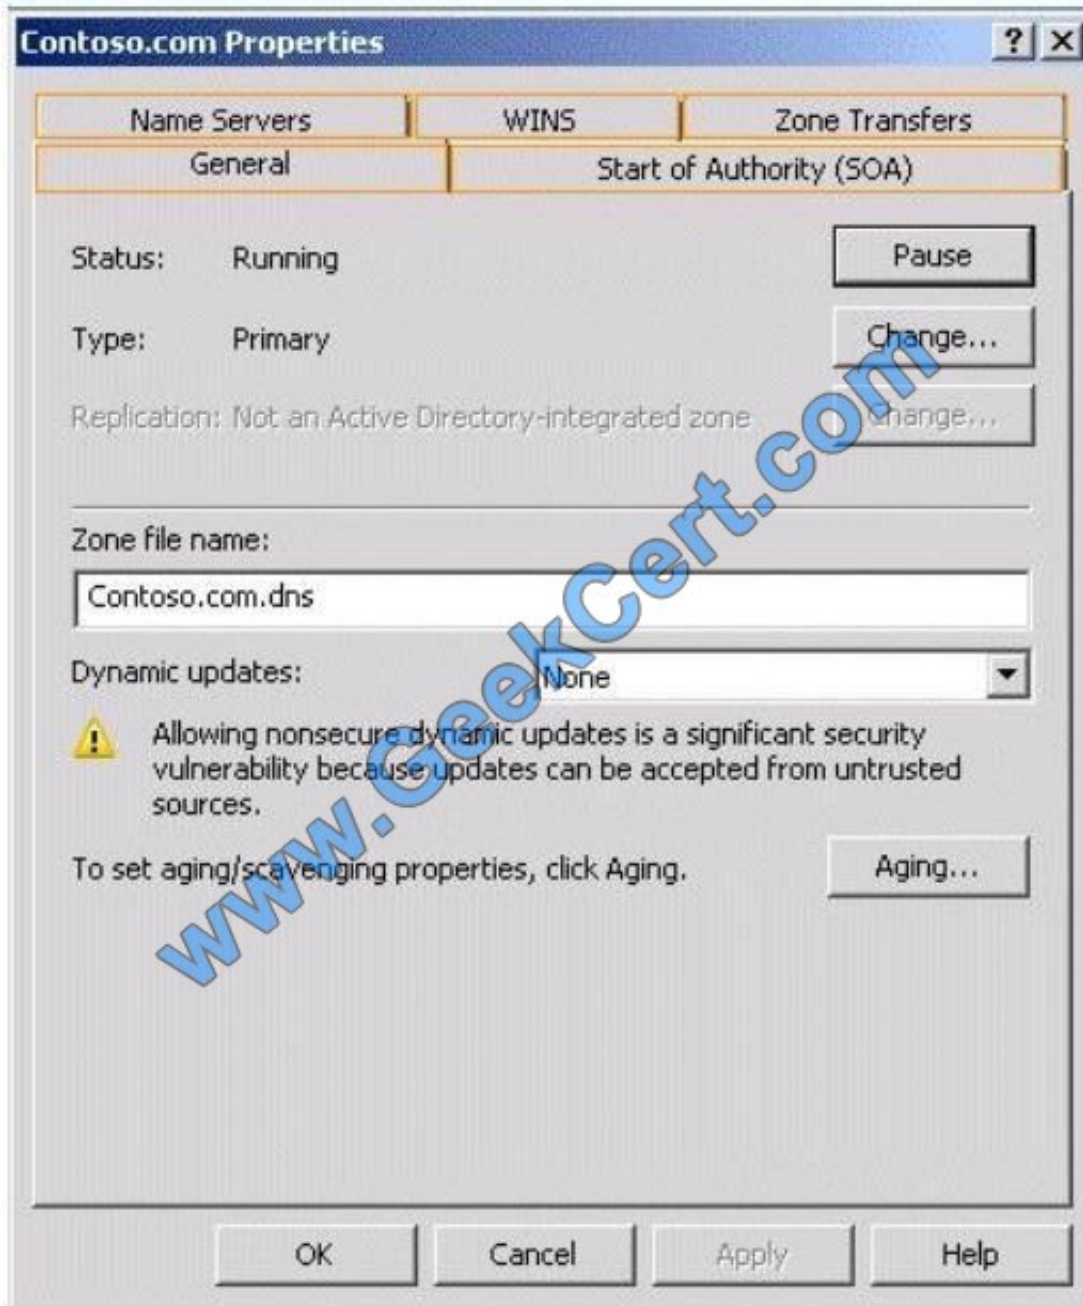 Contoso.com Properties
Name Servers
WINS
Zone Transfers
General
Start of Authority (SOA)
Status: Running
Pause
Type: Primary
Change...
Replication: Not an Active Directory-integrated zone
Change...
Zone file name:
Contoso.com.dns
Dynamic updates:
None
Allowing nonsecure dynamic updates is a significant security
vulnerability because updates can be accepted from untrusted
sources.
To set aging/scavenging properties, click Aging.
Aging...
OK
Cancel
Apply
Help
www.GeekCert.com